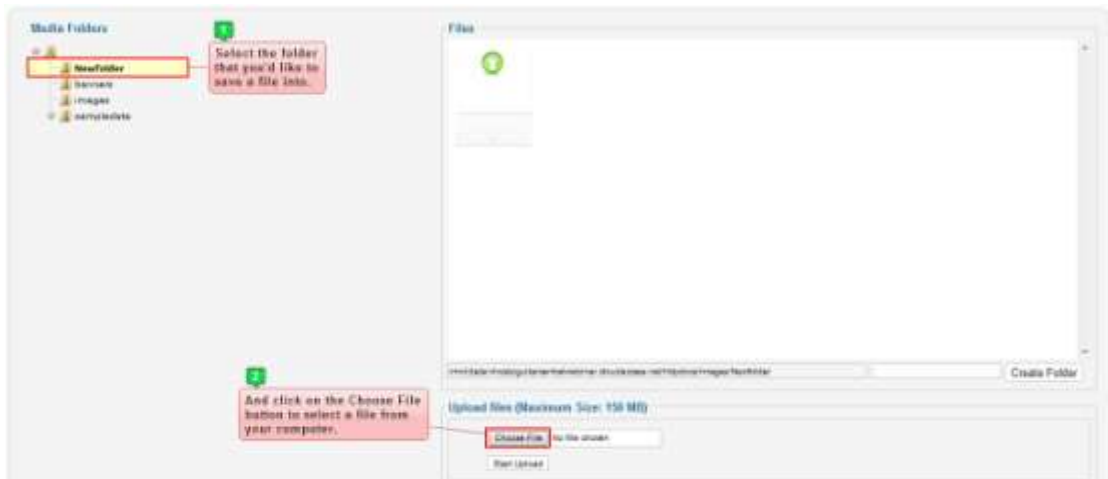 Media Folders
1
Select the folder
that you'd like to
save a file into.
NewFolder
banners
images
sampledata
Files
Create Folder
2
And click on the Choose File
button to select a file from
your computer.
Upload files (Maximum Size: 150 MB)
Choose File No file chosen
Start Upload